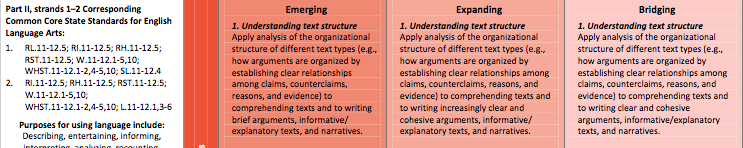 Part II, strands 1–2 Corresponding
Common Core State Standards for English
Language Arts:
1. RL.11-12.5; RI.11-12.5; RH.11-12.5;
RST.11-12.5; W.11-12.1-5,10;
WHST.11-12.1-2,4-5,10; SL.11-12.4
2. RI.11-12.5; RH.11-12.5; RST.11-12.5;
W.11-12.1-5,10;
WHST.11-12.1-2,4-5,10; L.11-12.1,3-6
Purposes for using language include:
Describing, entertaining, informing,
interpreting, analyzing, recounting,
Emerging
1. Understanding text structure
Apply analysis of the organizational
structure of different text types (e.g.,
how arguments are organized by
establishing clear relationships
among claims, counterclaims,
reasons, and evidence) to
comprehending texts and to writing
brief arguments, informative/
explanatory texts, and narratives.
Expanding
1. Understanding text structure
Apply analysis of the organizational
structure of different text types (e.g.,
how arguments are organized by
establishing clear relationships among
claims, counterclaims, reasons, and
evidence) to comprehending texts and
to writing increasingly clear and
cohesive arguments, informative/
explanatory texts, and narratives.
Bridging
1. Understanding text structure
Apply analysis of the organizational
structure of different text types (e.g.,
how arguments are organized by
establishing clear relationships among
claims, counterclaims, reasons, and
evidence) to comprehending texts and
to writing clear and cohesive
arguments, informative/explanatory
texts, and narratives.